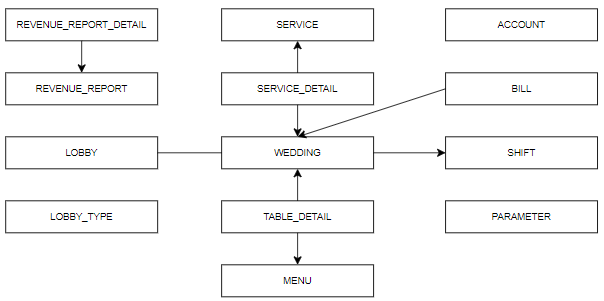 REVENUE_REPORT_DETAIL
SERVICE
ACCOUNT
REVENUE_REPORT
SERVICE_DETAIL
BILL
LOBBY
WEDDING
SHIFT
LOBBY_TYPE
TABLE_DETAIL
PARAMETER
MENU